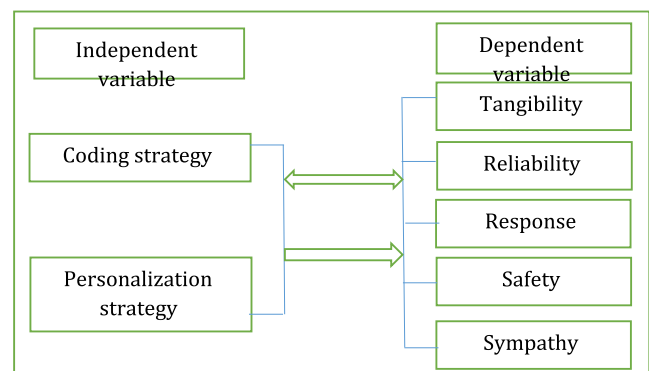 Independent
variable
Coding strategy
Personalization
strategy
Dependent
variable
Tangibility
Reliability
Response
Safety
Sympathy